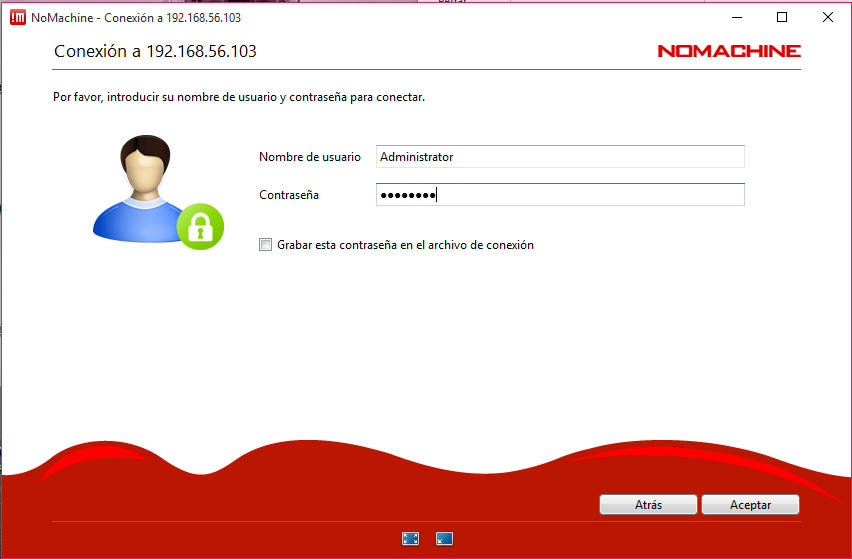 NoMachine - Conexión a 192.168.56.103
Conexión a 192.168.56.103
NOMACHINE
Por favor, introducir su nombre de usuario y contraseña para conectar.
Nombre de usuario Administrator
Contraseña ●●●●●●●●
Grabar esta contraseña en el archivo de conexión
Atrás Aceptar